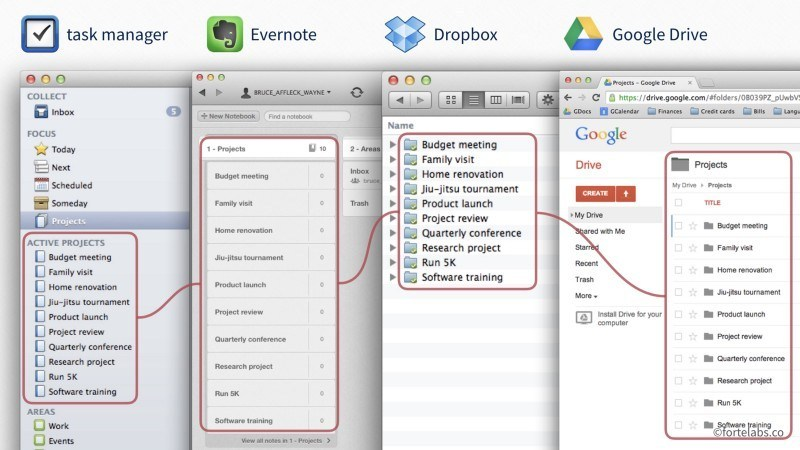 task manager
Evernote
Dropbox
Google Drive
COLLECT
Inbox
5
FOCUS
Today
Next
Scheduled
Someday
Projects
ACTIVE PROJECTS
Budget meeting
Family visit
Home renovation
Jiu-jitsu tournament
Product launch
Project review
Quarterly conference
Research project
Run 5K
Software training
AREAS
Work
Events
BRUCE_AFFLECK_WAYNE
+ New Notebook
Find a notebook
1 - Projects
10
2 - Areas
Budget meeting 0
Family visit 0
Home renovation 0
Jiu-jitsu tournament 0
Product launch 0
Project review 0
Quarterly conference 0
Research project 0
Run 5K 0
Software training 0
View all notes in 1 - Projects
Inbox
Trash
Name
Budget meeting
Family visit
Home renovation
Jiu-jitsu tournament
Product launch
Project review
Quarterly conference
Research project
Run 5K
Software training
Projects – Google Drive
GDocs
GCalendar
Finances
Credit cards
Bills
Google
Drive
CREATE
My Drive
Shared with Me
Starred
Recent
Trash
More
Install Drive for your
computer
Projects
My Drive › Projects
TITLE
Budget meeting
Family visit
Home renovation
Jiu-jitsu tournament
Product launch
Project review
Quarterly conference
Research project
Run 5K
Software training
©fortelabs.co